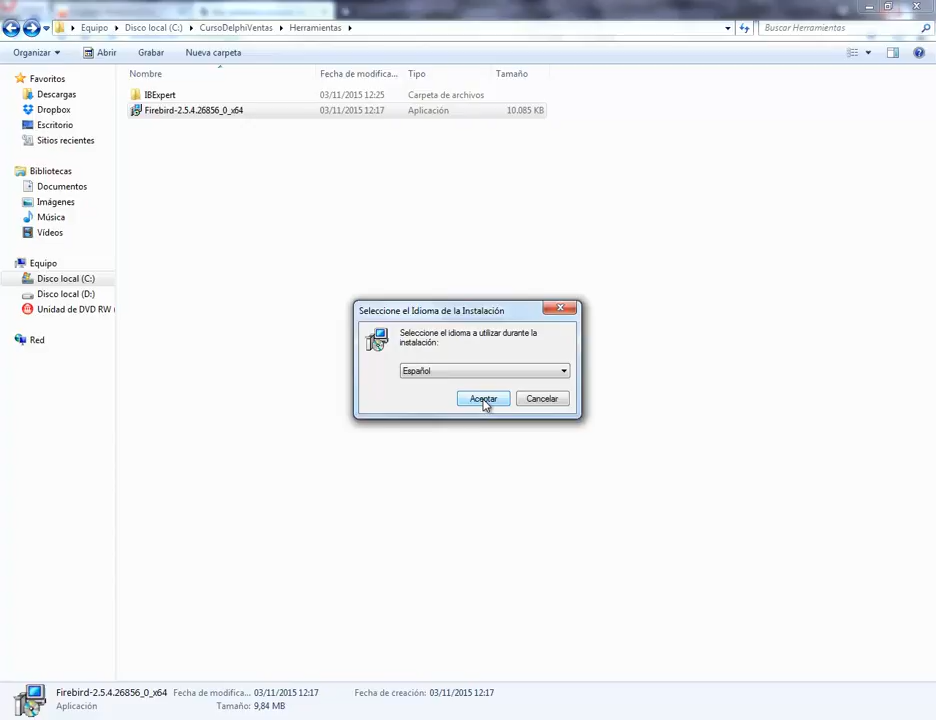 Equipo Disco local (C:) CursoDelphiVentas Herramientas Buscar Herramientas
Organizar Abrir Grabar Nueva carpeta
Favoritos
Descargas
Dropbox
Escritorio
Sitios recientes
Bibliotecas
Documentos
Imágenes
Música
Vídeos
Equipo
Disco local (C:)
Disco local (D:)
Unidad de DVD RW (
Red
Nombre Fecha de modifica... Tipo Tamaño
IBExpert 03/11/2015 12:25 Carpeta de archivos
Firebird-2.5.4.26856_0_x64 03/11/2015 12:17 Aplicación 10.085 KB
Seleccione el Idioma de la Instalación
Seleccione el idioma a utilizar durante la
instalación:
Español
Aceptar Cancelar
Firebird-2.5.4.26856_0_x64 Fecha de modifica... 03/11/2015 12:17 Fecha de creación: 03/11/2015 12:17
Aplicación Tamaño: 9,84 MB